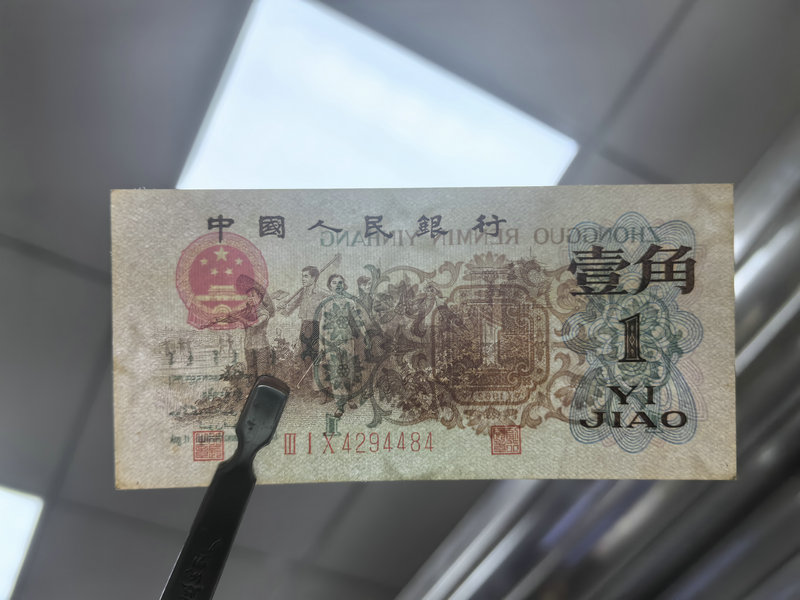 中國人民銀行
ZHONGGUO RENMIN YINHANG
壹角
1
YI
JIAO
Ⅲ Ⅰ Ⅹ 4294484